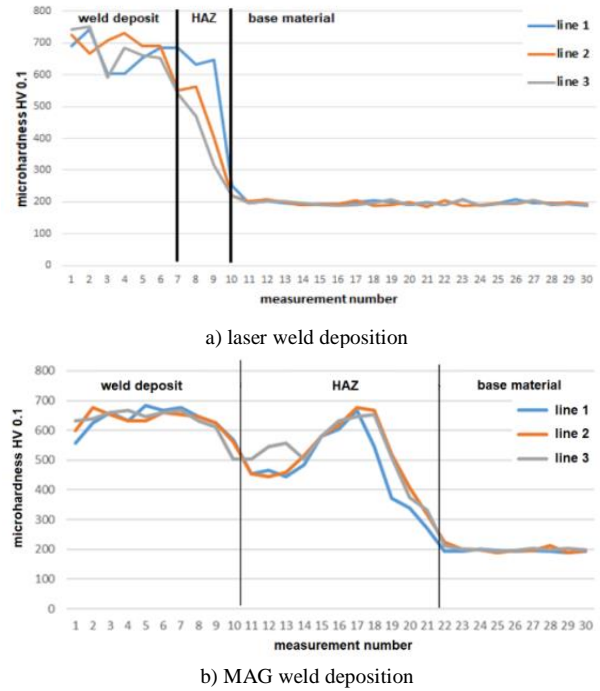 weld deposit HAZ base material
800
700
600
500
400
300
200
100
0
microhardness HV 0.1
line 1
line 2
line 3
1 2 3 4 5 6 7 8 9 10 11 12 13 14 15 16 17 18 19 20 21 22 23 24 25 26 27 28 29 30
measurement number
a) laser weld deposition
weld deposit HAZ base material
800
700
600
500
400
300
200
100
0
microhardness HV 0.1
line 1
line 2
line 3
1 2 3 4 5 6 7 8 9 10 11 12 13 14 15 16 17 18 19 20 21 22 23 24 25 26 27 28 29 30
measurement number
b) MAG weld deposition